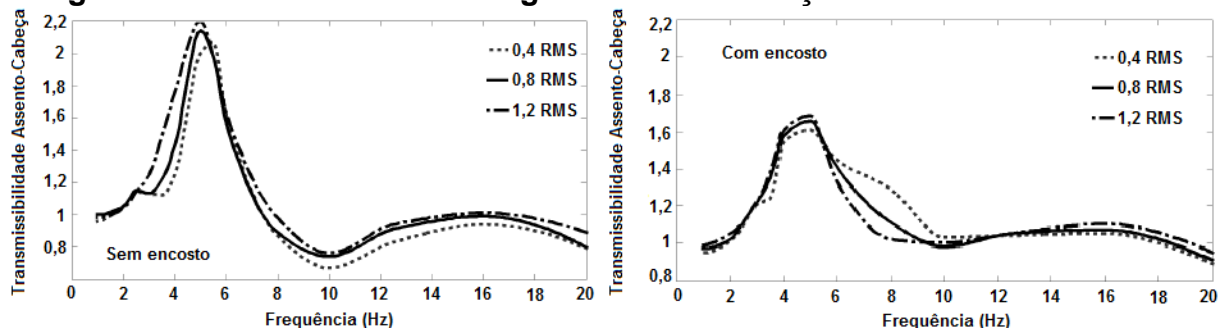 Transmissibilidade Assento-Cabeça
2,2
2
1,8
1,6
1,4
1,2
1
0,8
0 2 4 6 8 10 12 14 16 18 20
Frequência (Hz)
Sem encosto
0,4 RMS
0,8 RMS
1,2 RMS
Transmissibilidade Assento-Cabeça
2,2
2
1,8
1,6
1,4
1,2
1
0,8
0 2 4 6 8 10 12 14 16 18 20
Frequência (Hz)
Com encosto
0,4 RMS
0,8 RMS
1,2 RMS